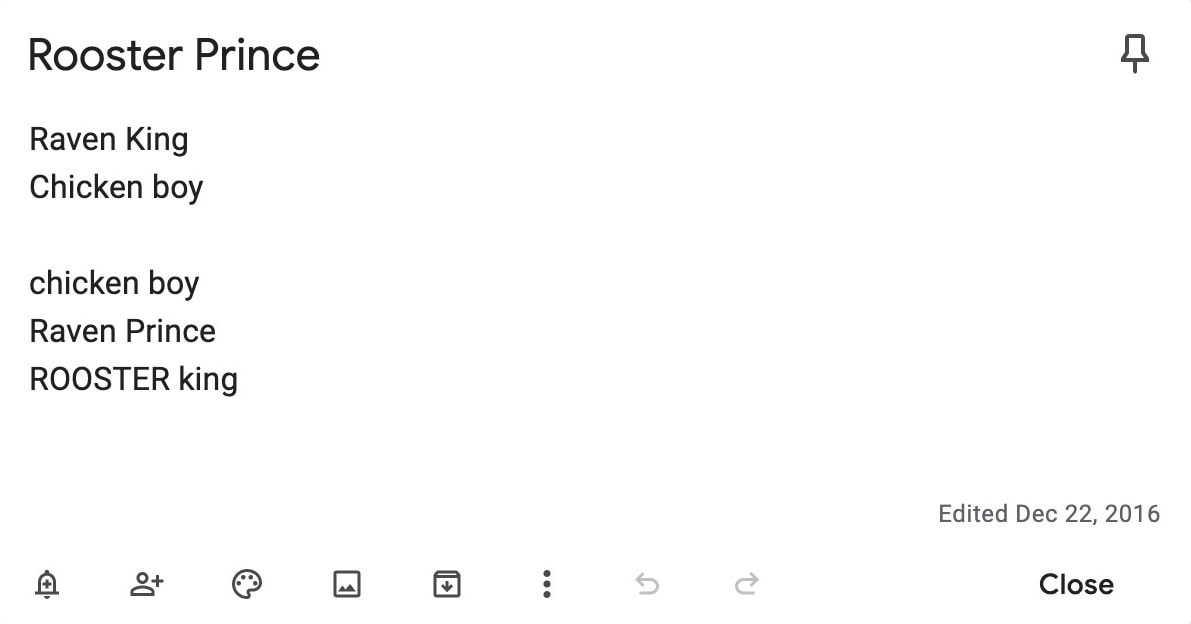 Rooster Prince
Raven King
Chicken boy
chicken boy
Raven Prince
ROOSTER king
Edited Dec 22, 2016
Close